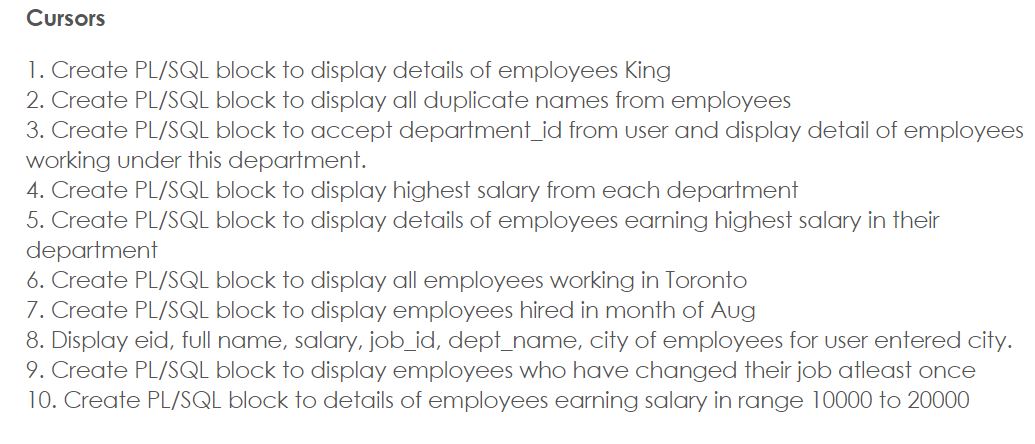 Cursors
1. Create PL/SQL block to display details of employees King
2. Create PL/SQL block to display all duplicate names from employees
3. Create PL/SQL block to accept department_id from user and display detail of employees
working under this department.
4. Create PL/SQL block to display highest salary from each department
5. Create PL/SQL block to display details of employees earning highest salary in their
department
6. Create PL/SQL block to display all employees working in Toronto
7. Create PL/SQL block to display employees hired in month of Aug
8. Display eid, full name, salary, job_id, dept_name, city of employees for user entered city.
9. Create PL/SQL block to display employees who have changed their job atleast once
10. Create PL/SQL block to details of employees earning salary in range 10000 to 20000